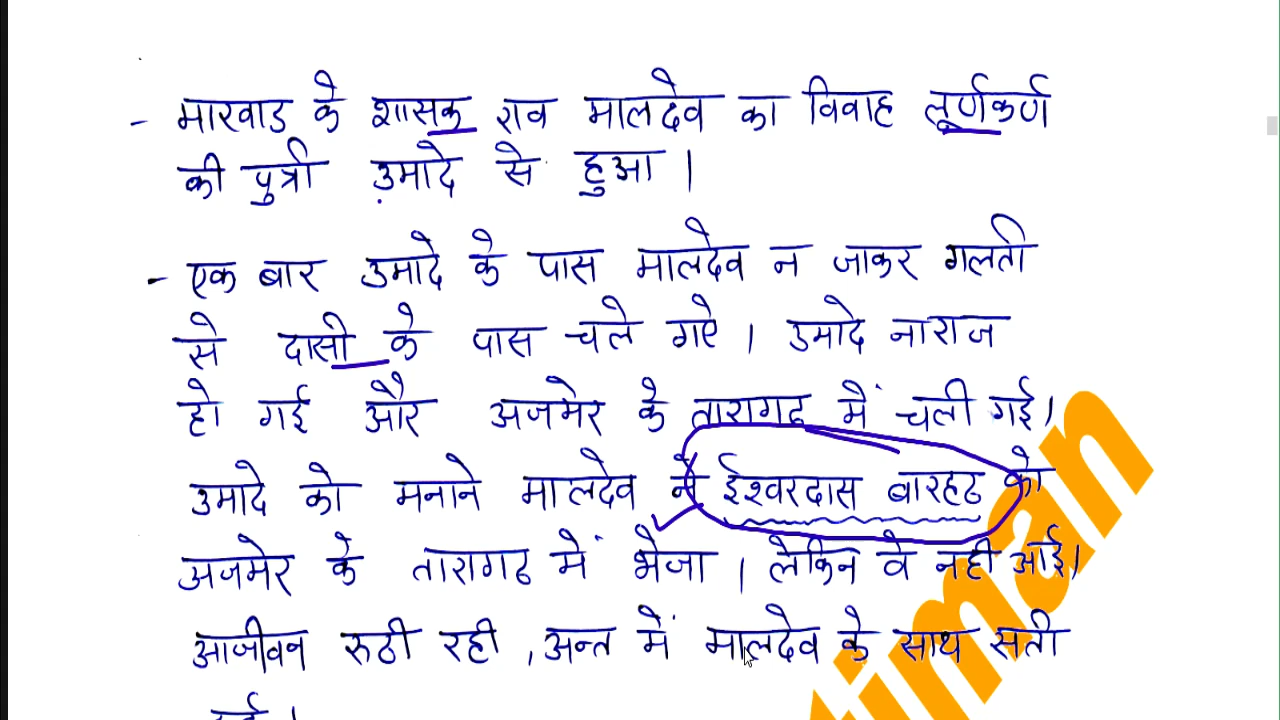 - मारवाड के शासक राव मालदेव का विवाह लूर्णकर्ण
की पुत्री उमादे से हुआ ।
- एक बार उमादे के पास मालदेव न जाकर गलती
से दासी के पास चले गऐ । उमादे नाराज
हो गई और अजमेर के तारागढ में चली गई।
उमादे को मनाने मालदेव ने ईश्वरदास बारहठ को
अजमेर के तारागढ में भेजा । लेकिन वे नही आई।
आजीवन रुठी रही , अन्त में मालदेव के साथ सती